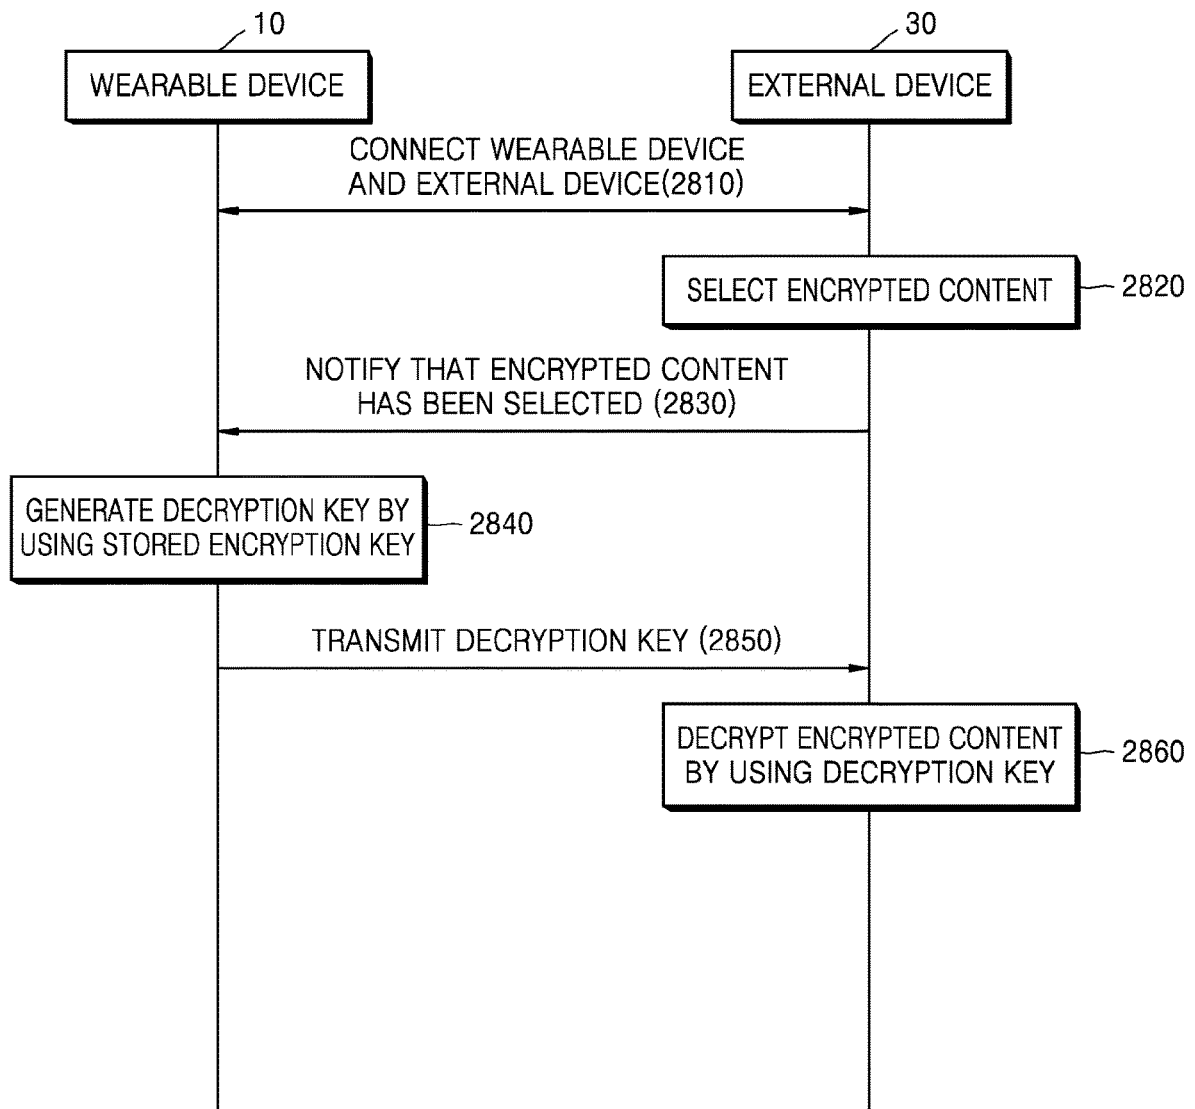 10
30
WEARABLE DEVICE
EXTERNAL DEVICE
CONNECT WEARABLE DEVICE
AND EXTERNAL DEVICE(2810)
SELECT ENCRYPTED CONTENT
2820
NOTIFY THAT ENCRYPTED CONTENT
HAS BEEN SELECTED (2830)
GENERATE DECRYPTION KEY BY
USING STORED ENCRYPTION KEY
2840
TRANSMIT DECRYPTION KEY (2850)
DECRYPT ENCRYPTED CONTENT
BY USING DECRYPTION KEY
2860